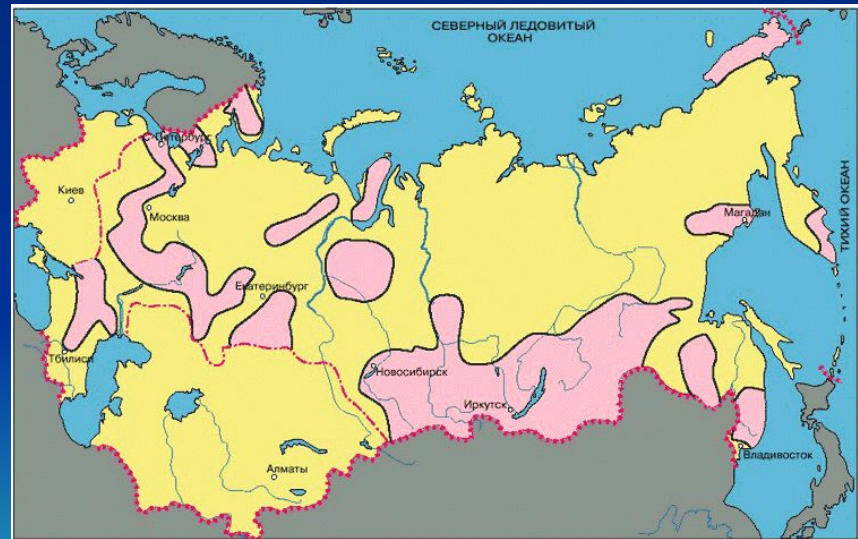 СЕВЕРНЫЙ ЛЕДОВИТЫЙ
ОКЕАН
С-Петербург
Киев
Москва
Магадан
ТИХИЙ ОКЕАН
Екатеринбург
Тбилиси
Новосибирск
Иркутск
Владивосток
Алматы